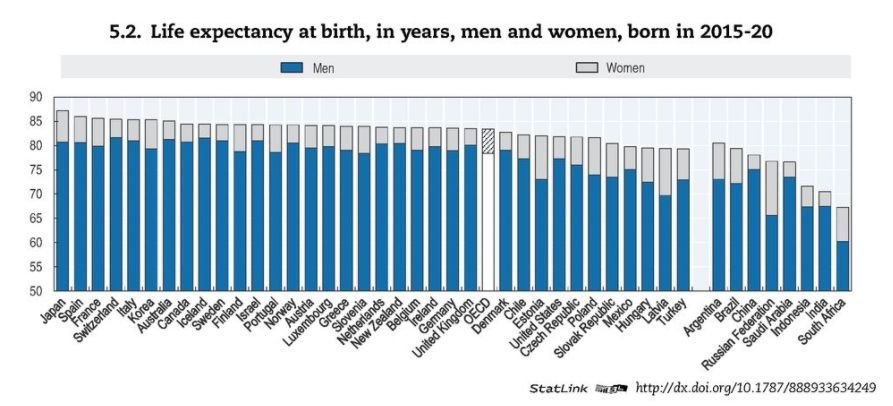 5.2. Life expectancy at birth, in years, men and women, born in 2015-20
Men
Women
90
85
80
75
70
65
60
55
50
Japan
Spain
France
Switzerland
Italy
Korea
Australia
Canada
Iceland
Sweden
Finland
Israel
Portugal
Norway
Austria
Luxembourg
Greece
Slovenia
Netherlands
New Zealand
Belgium
Ireland
Germany
United Kingdom
OECD
Denmark
Chile
Estonia
United States
Czech Republic
Poland
Slovak Republic
Mexico
Hungary
Latvia
Turkey
Argentina
Brazil
China
Russian Federation
Saudi Arabia
Indonesia
India
South Africa
StatLink http://dx.doi.org/10.1787/888933634249